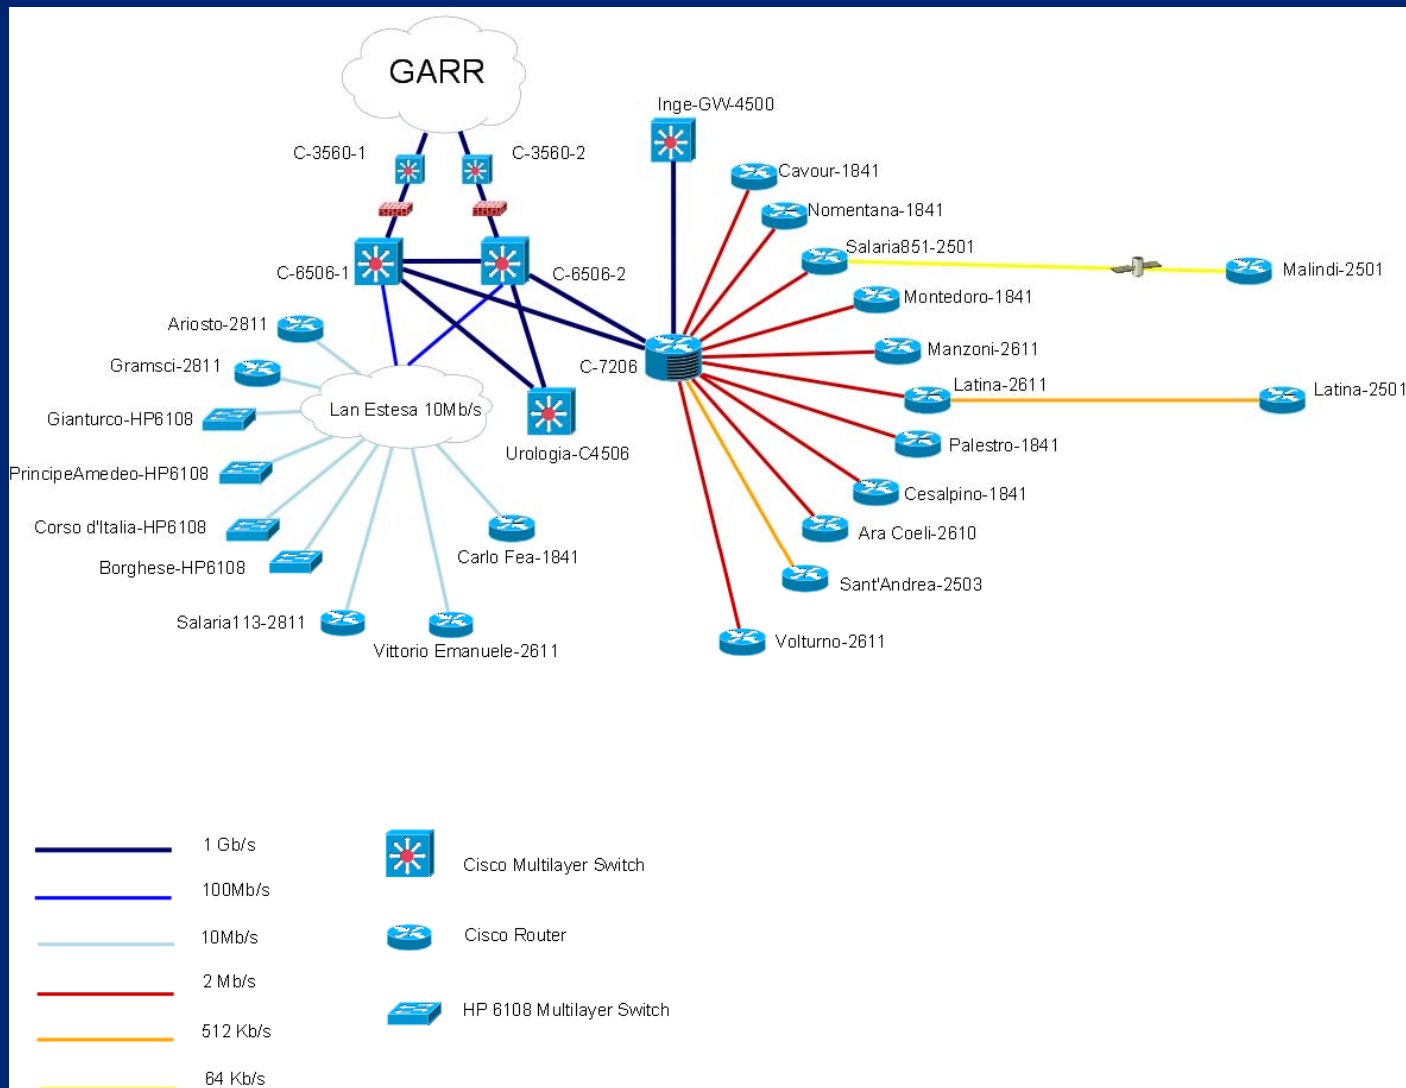 GARR
Inge-GW-4500
C-3560-1
C-3560-2
Cavour-1841
Nomentana-1841
Salaria851-2501
C-6506-1
C-6506-2
Malindi-2501
Montedoro-1841
Ariosto-2811
Manzoni-2611
Gramsci-2811
C-7206
Latina-2611
Latina-2501
Lan Estesa 10Mb/s
Gianturco-HP6108
Urologia-C4506
Palestro-1841
PrincipeAmedeo-HP6108
Cesalpino-1841
Corso d'Italia-HP6108
Ara Coeli-2610
Carlo Fea-1841
Borghese-HP6108
Sant'Andrea-2503
Salaria113-2811
Volturno-2611
Vittorio Emanuele-2611
1 Gb/s
Cisco Multilayer Switch
100Mb/s
10Mb/s
Cisco Router
2 Mb/s
HP 6108 Multilayer Switch
512 Kb/s
64 Kb/s